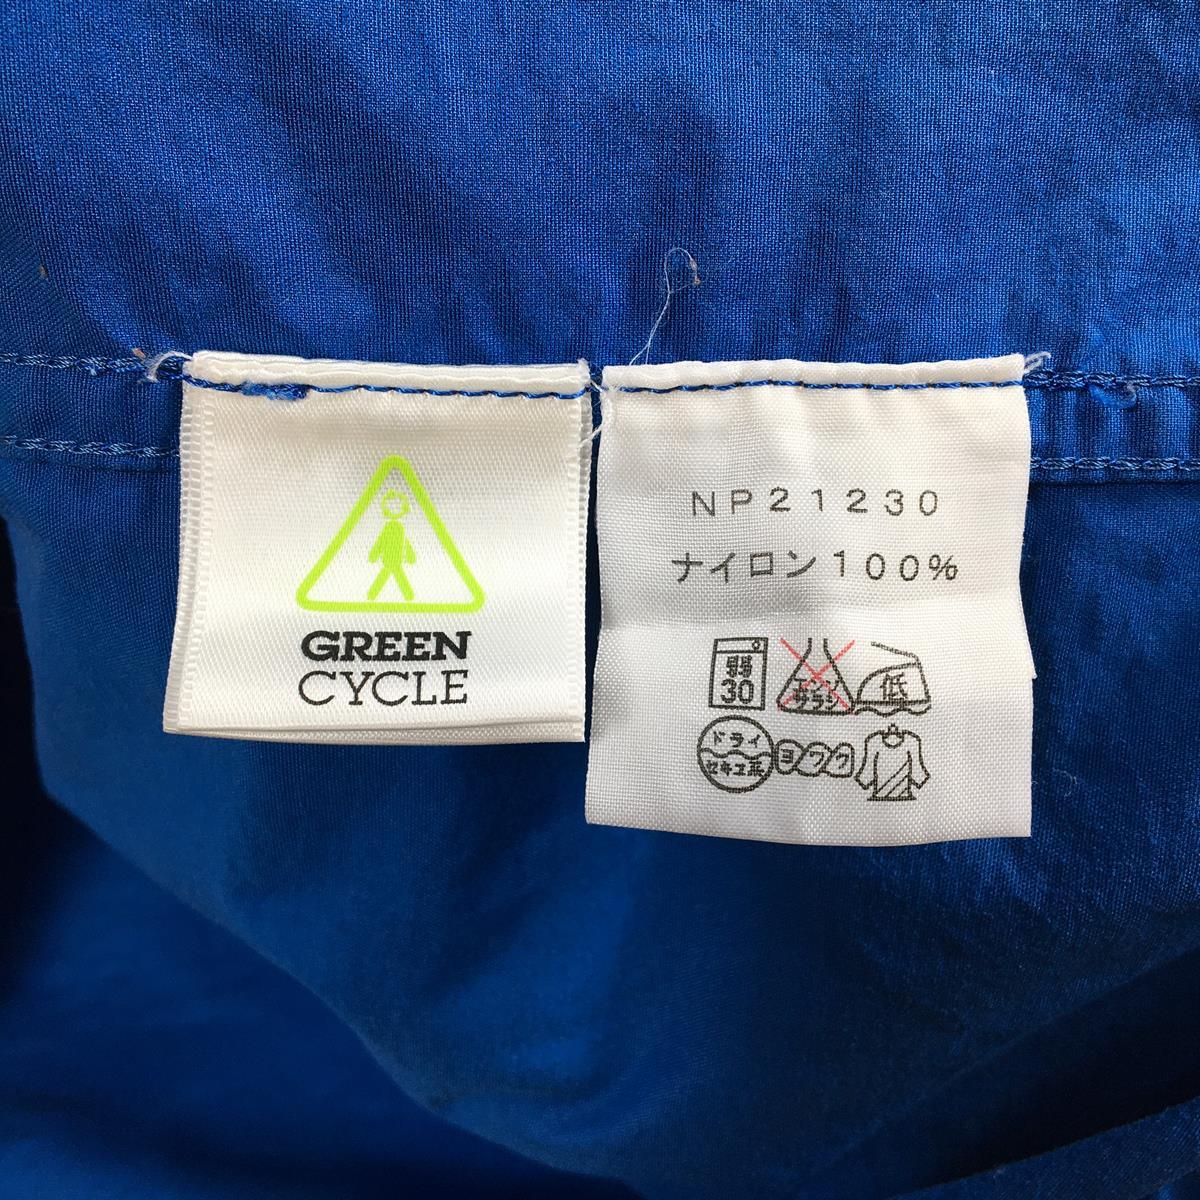 GREEN
CYCLE
NP21230
ナイロン100%
弱
30
エンソ
サラシ
低
ドライ
セキユ系
ヨワク